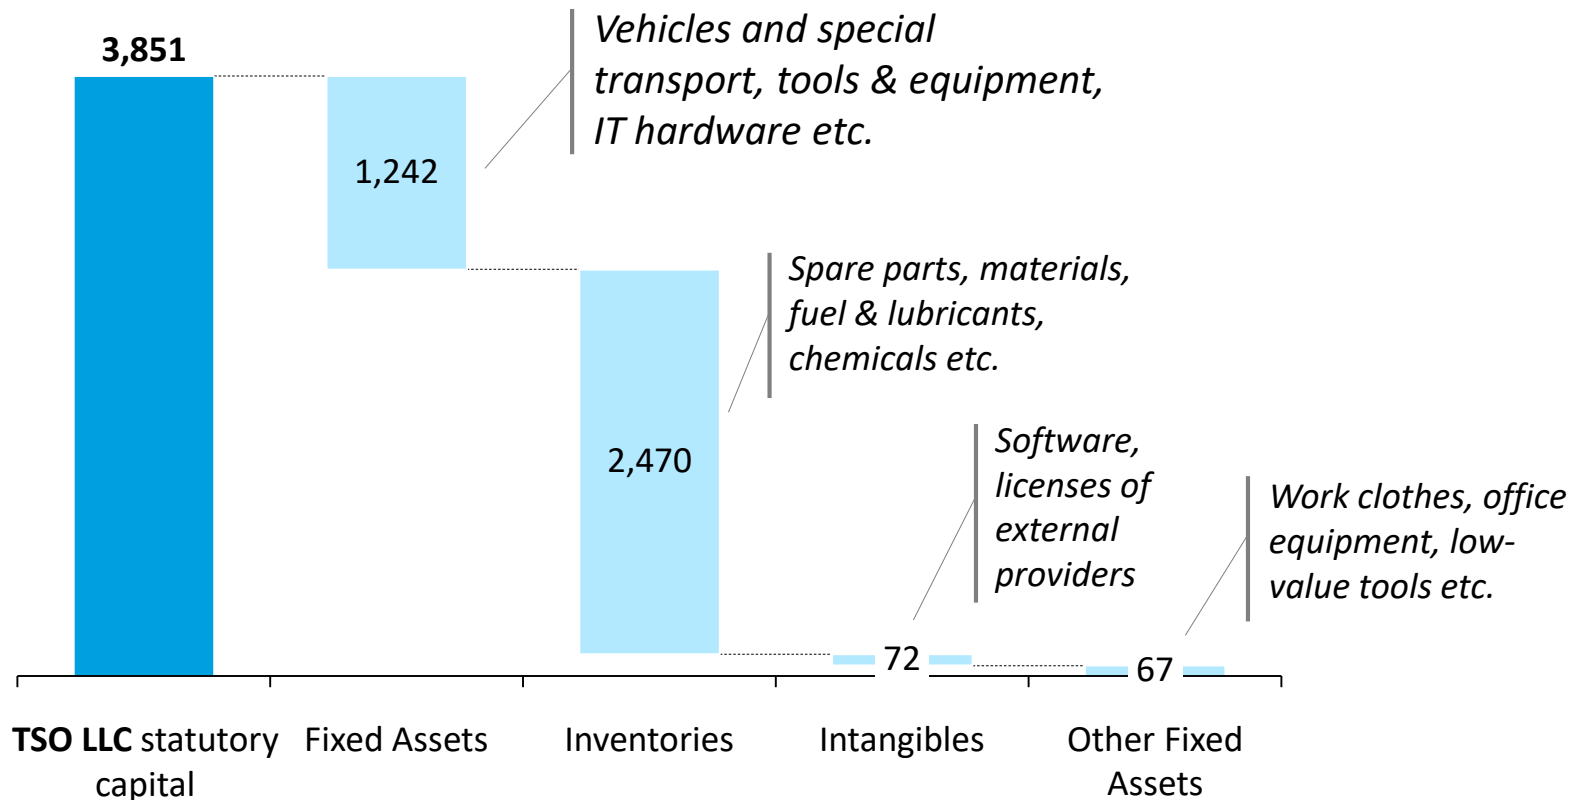 3,851
Vehicles and special
transport, tools & equipment,
IT hardware etc.
1,242
Spare parts, materials,
fuel & lubricants,
chemicals etc.
2,470
Software,
licenses of
external
providers
Work clothes, office
equipment, low-
value tools etc.
72
67
TSO LLC statutory
capital
Fixed Assets
Inventories
Intangibles
Other Fixed
Assets